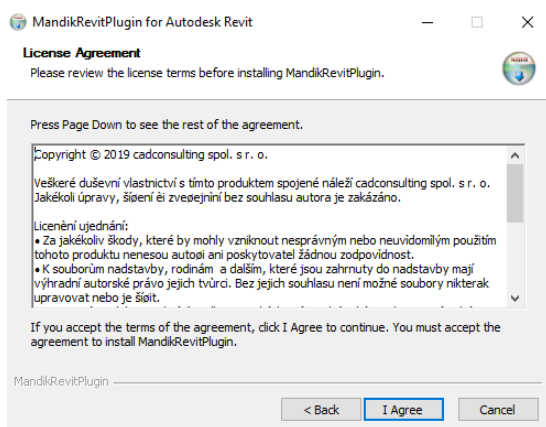 MandikRevitPlugin for Autodesk Revit
License Agreement
Please review the license terms before installing MandikRevitPlugin.
Press Page Down to see the rest of the agreement.
Copyright © 2019 cadconsulting spol. s r. o.
Veškeré duševní vlastnictví s tímto produktem spojené náleží cadconsulting spol. s r. o.
Jakékoli úpravy, šíøení èi zveøejnìní bez souhlasu autora je zakázáno.
Licenèní ujednání:
• Za jakékoliv škody, které by mohly vzniknout nesprávným nebo neuvìdomìlým použitím
tohoto produktu nenesou autoøi ani poskytovatel žádnou zodpovìdnost.
• K souborùm nadstavby, rodinám  a dalším, které jsou zahrnuty do nadstavby mají
výhradní autorské právo jejich tvùrci. Bez jejich souhlasu není možné soubory nikterak
upravovat nebo je šíøit.
If you accept the terms of the agreement, click I Agree to continue. You must accept the
agreement to install MandikRevitPlugin.
MandikRevitPlugin
< Back I Agree Cancel